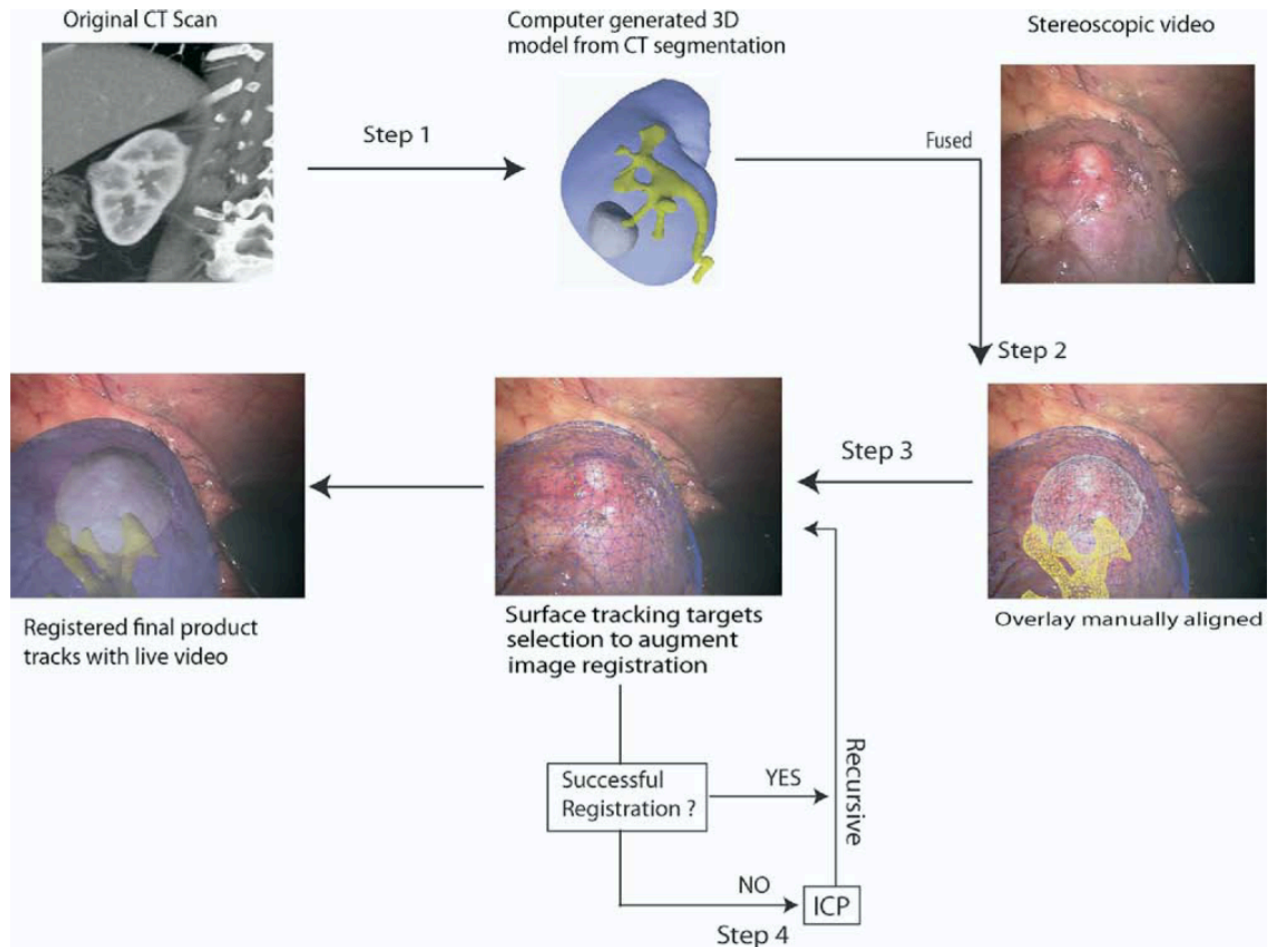 Original CT Scan
Computer generated 3D
model from CT segmentation
Stereoscopic video
Step 1
Fused
Step 2
Step 3
Overlay manually aligned
Surface tracking targets
selection to augment
image registration
Registered final product
tracks with live video
Successful
Registration ?
YES
Recursive
NO
ICP
Step 4